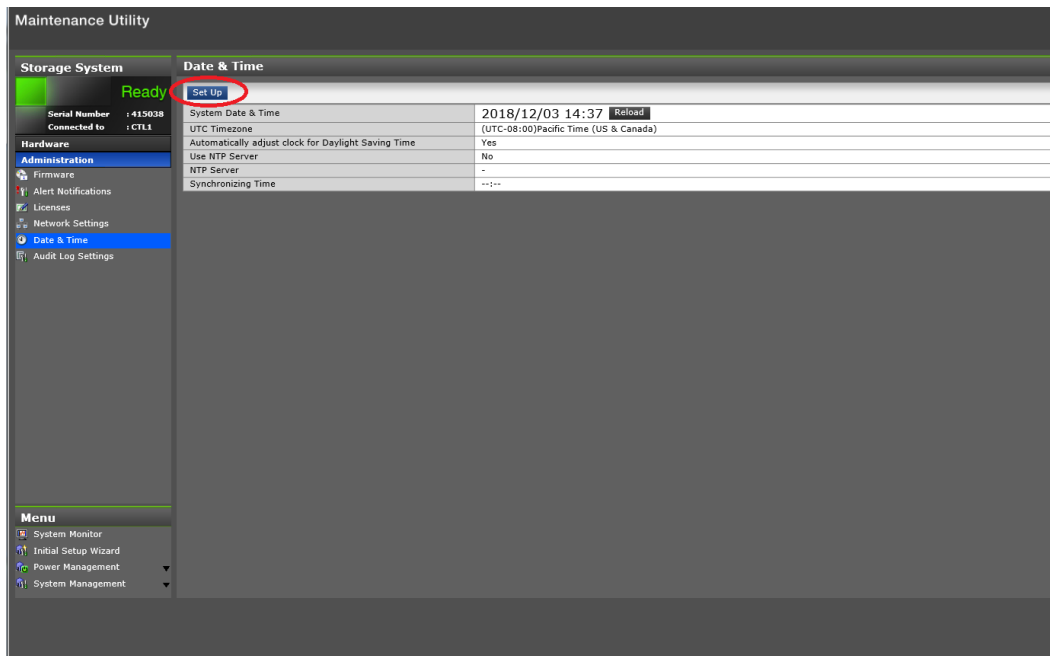 Maintenance Utility
Storage System
Ready
Serial Number : 415038
Connected to : CTL1
Hardware
Administration
Firmware
Alert Notifications
Licenses
Network Settings
Date & Time
Audit Log Settings
Menu
System Monitor
Initial Setup Wizard
Power Management
System Management
Date & Time
Set Up
System Date & Time 2018/12/03 14:37 Reload
UTC Timezone (UTC-08:00)Pacific Time (US & Canada)
Automatically adjust clock for Daylight Saving Time Yes
Use NTP Server No
NTP Server -
Synchronizing Time --:--